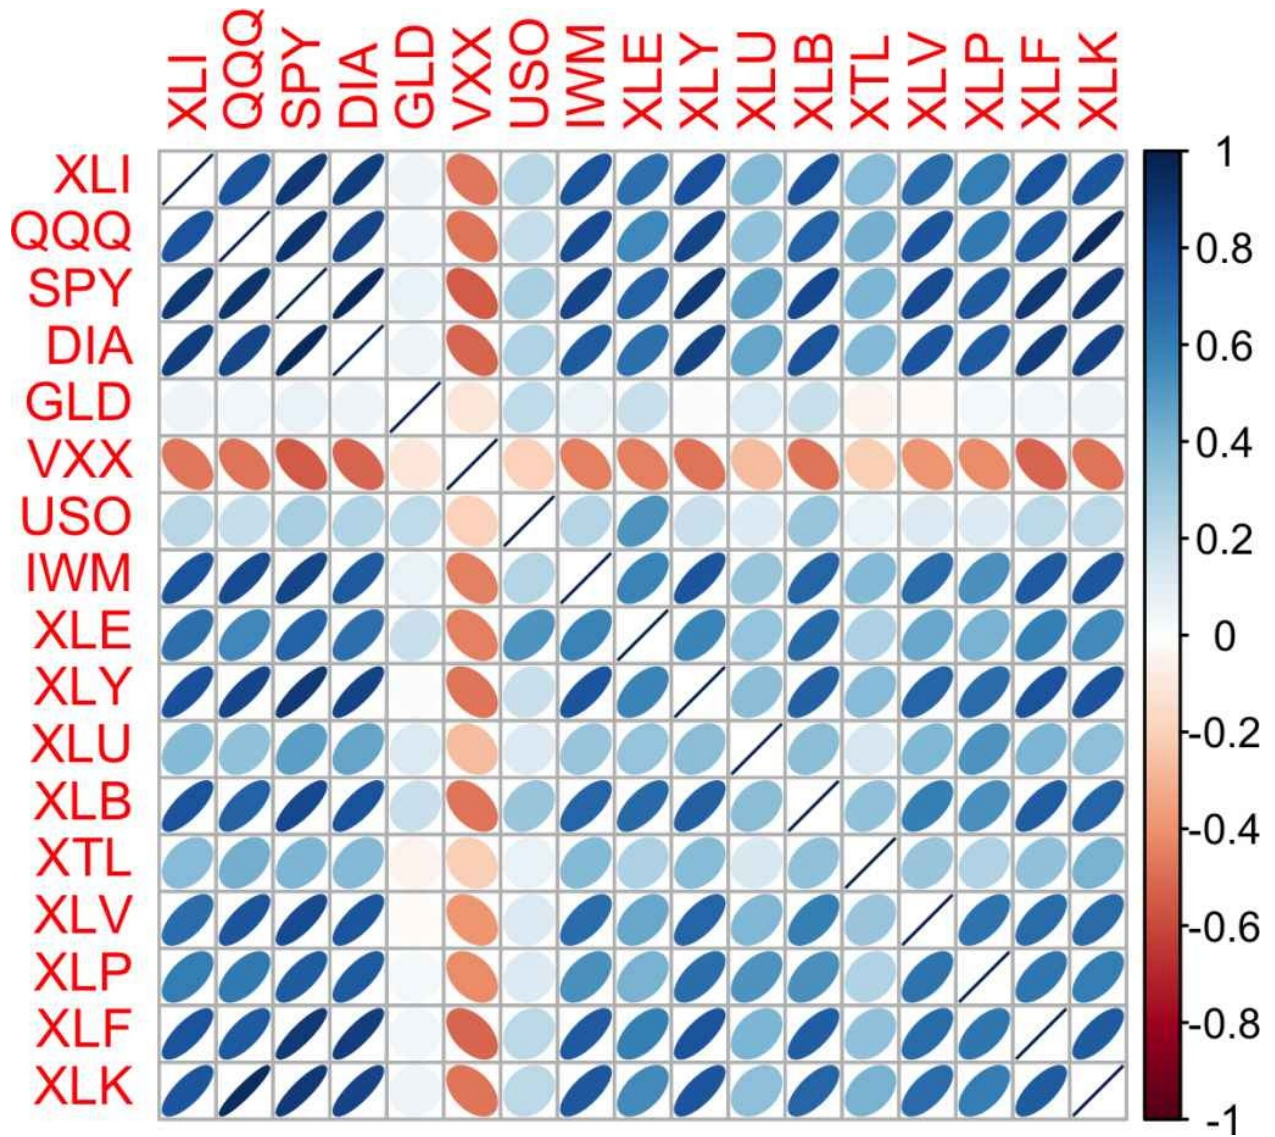 XLI QQQ SPY DIA GLD VXX USO IWM XLE XLY XLU XLB XTL XLV XLP XLF XLK
XLI
QQQ
SPY
DIA
GLD
VXX
USO
IWM
XLE
XLY
XLU
XLB
XTL
XLV
XLP
XLF
XLK
1
0.8
0.6
0.4
0.2
0
-0.2
-0.4
-0.6
-0.8
-1